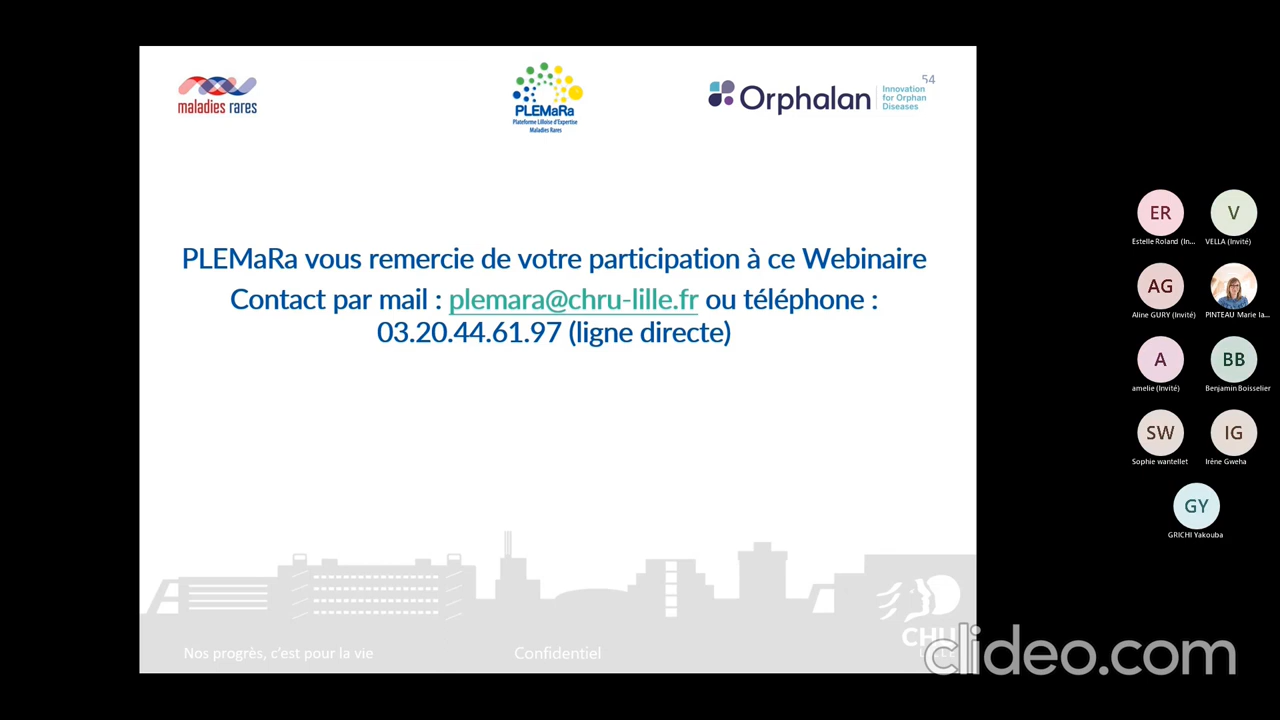 maladies rares
PLEMaRa
Plateforme Lilloise d'Expertise
Maladies Rares
Orphalan
Innovation
for Orphan
Diseases
54
PLEMaRa vous remercie de votre participation à ce Webinaire
Contact par mail : plemara@chru-lille.fr ou téléphone :
03.20.44.61.97 (ligne directe)
Nos progrès, c'est pour la vie
Confidentiel
CHU
clideo.com
ER
Estelle Roland (In...
V
VELLA (Invité)
AG
Aline GURY (Invité)
PINTEAU Marie la...
A
amelie (Invité)
BB
Benjamin Boisselier
SW
Sophie wantellet
IG
Irène Gweha
GY
GRICHI Yakouba